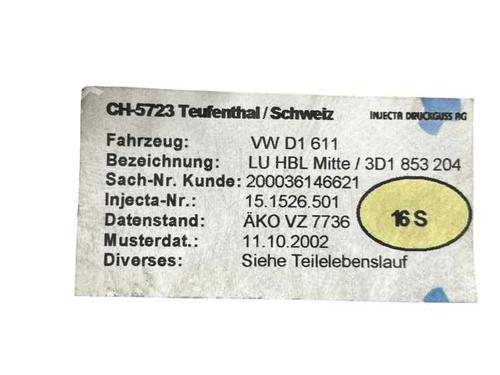 CH-5723 Teufenthal / Schweiz INJECTA DRUCKGUSS AG
Fahrzeug: VW D1 611
Bezeichnung: LU HBL Mitte / 3D1 853 204
Sach-Nr. Kunde: 200036146621
Injecta-Nr.: 15.1526.501
Datenstand: ÄKO VZ 7736
Musterdat.: 11.10.2002
Diverses: Siehe Teilelebenslauf
16 S